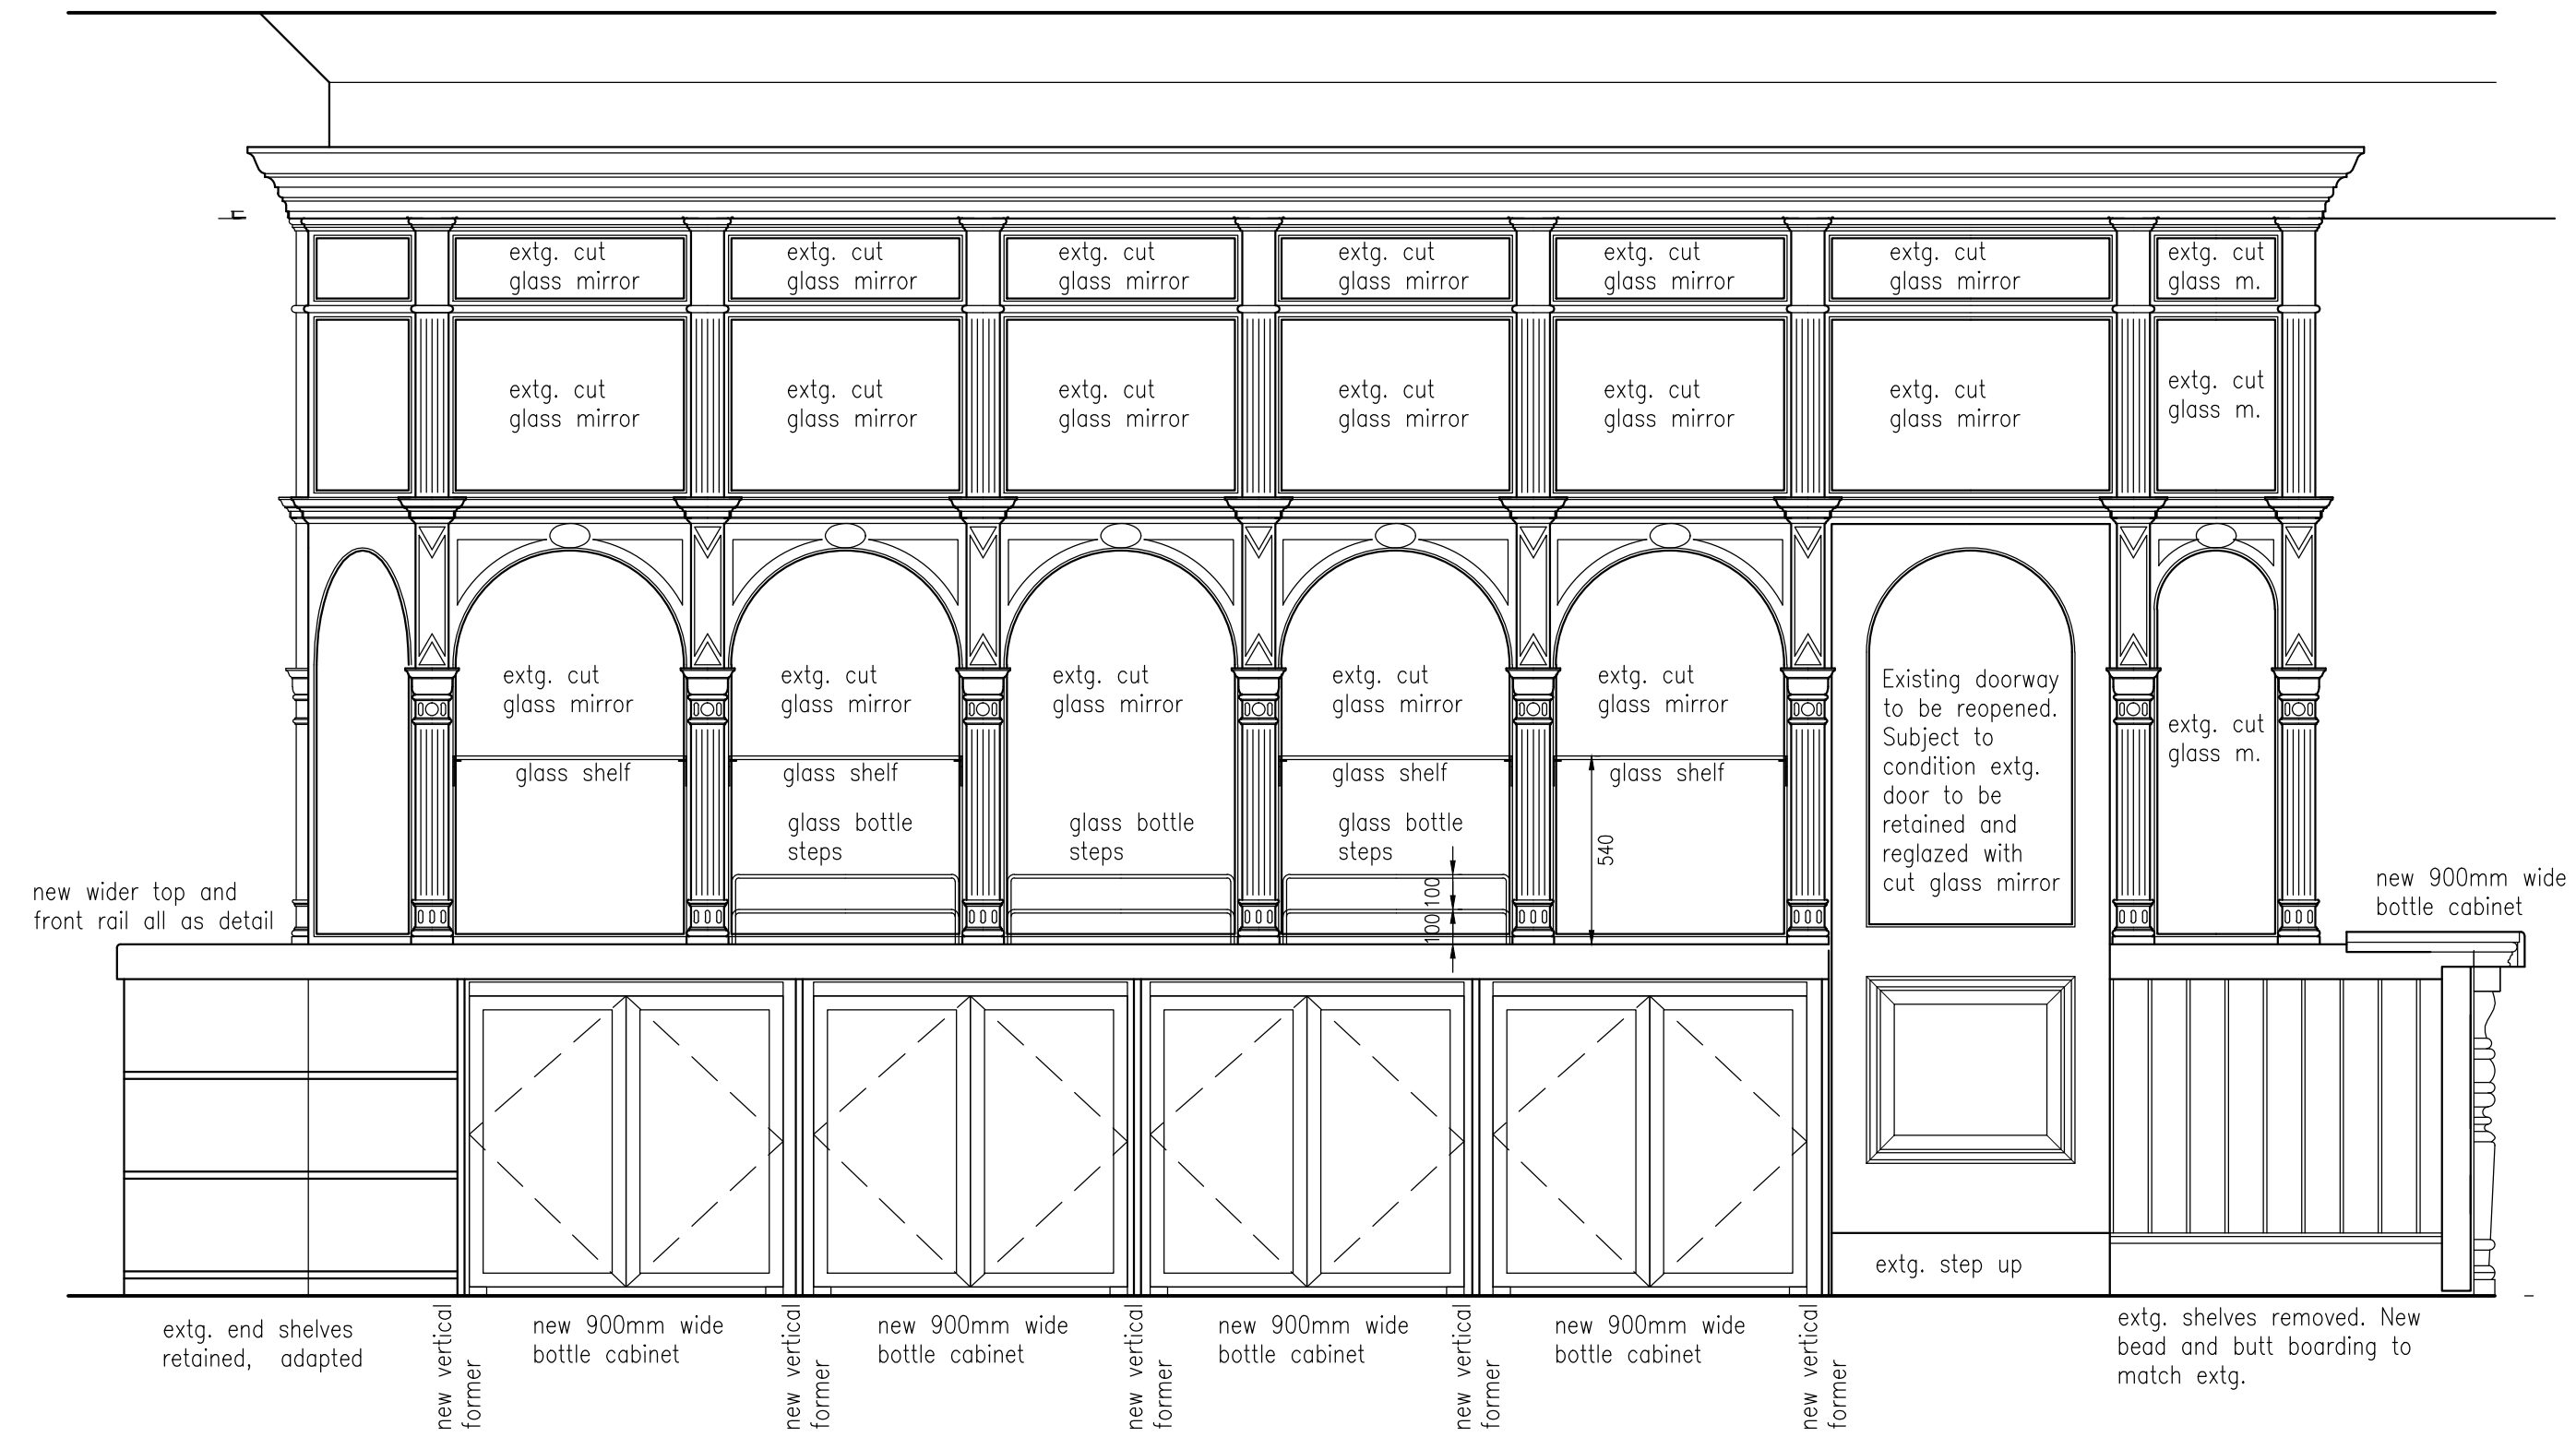 extg. cut
glass mirror
extg. cut
glass mirror
extg. cut
glass mirror
extg. cut
glass mirror
extg. cut
glass mirror
extg. cut
glass mirror
extg. cut
glass m.
extg. cut
glass mirror
extg. cut
glass mirror
extg. cut
glass mirror
extg. cut
glass mirror
extg. cut
glass mirror
extg. cut
glass mirror
extg. cut
glass m.
extg. cut
glass mirror
extg. cut
glass mirror
extg. cut
glass mirror
extg. cut
glass mirror
extg. cut
glass mirror
Existing doorway
to be reopened.
Subject to
condition extg.
door to be
retained and
reglazed with
cut glass mirror
extg. cut
glass m.
glass shelf
glass shelf
glass shelf
glass shelf
glass bottle
steps
glass bottle
steps
glass bottle
steps
100
100
540
new wider top and
front rail all as detail
new 900mm wide
bottle cabinet
extg. step up
extg. end shelves
retained, adapted
new vertical
former
new 900mm wide
bottle cabinet
new vertical
former
new 900mm wide
bottle cabinet
new vertical
former
new 900mm wide
bottle cabinet
new vertical
former
new 900mm wide
bottle cabinet
new vertical
former
extg. shelves removed. New
bead and butt boarding to
match extg.